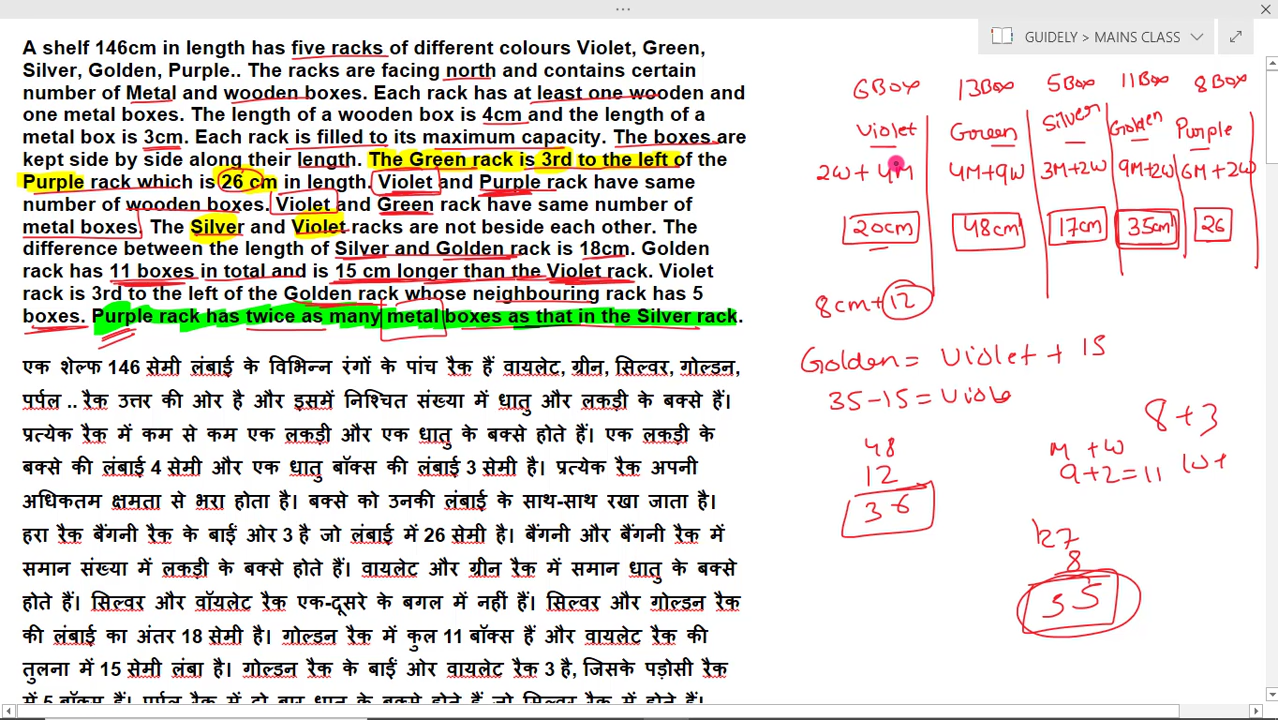 GUIDELY > MAINS CLASS
A shelf 146cm in length has five racks of different colours Violet, Green,
Silver, Golden, Purple.. The racks are facing north and contains certain
number of Metal and wooden boxes. Each rack has at least one wooden and
one metal boxes. The length of a wooden box is 4cm and the length of a
metal box is 3cm. Each rack is filled to its maximum capacity. The boxes are
kept side by side along their length. The Green rack is 3rd to the left of the
Purple rack which is 26 cm in length. Violet and Purple rack have same
number of wooden boxes. Violet and Green rack have same number of
metal boxes. The Silver and Violet racks are not beside each other. The
difference between the length of Silver and Golden rack is 18cm. Golden
rack has 11 boxes in total and is 15 cm longer than the Violet rack. Violet
rack is 3rd to the left of the Golden rack whose neighbouring rack has 5
boxes. Purple rack has twice as many metal boxes as that in the Silver rack.
एक शेल्फ 146 सेमी लंबाई के विभिन्न रंगों के पांच रैक हैं वायलेट, ग्रीन, सिल्वर, गोल्डन,
पर्पल .. रैक उत्तर की ओर है और इसमें निश्चित संख्या में धातु और लकड़ी के बक्से हैं।
प्रत्येक रैक में कम से कम एक लकड़ी और एक धातु के बक्से होते हैं। एक लकड़ी के
बक्से की लंबाई 4 सेमी और एक धातु बॉक्स की लंबाई 3 सेमी है। प्रत्येक रैक अपनी
अधिकतम क्षमता से भरा होता है। बक्से को उनकी लंबाई के साथ-साथ रखा जाता है।
हरा रैक बैंगनी रैक के बाईं ओर 3 है जो लंबाई में 26 सेमी है। बैंगनी और बैंगनी रैक में
समान संख्या में लकड़ी के बक्से होते हैं। वायलेट और ग्रीन रैक में समान धातु के बक्से
होते हैं। सिल्वर और वॉयलेट रैक एक-दूसरे के बगल में नहीं हैं। सिल्वर और गोल्डन रैक
की लंबाई का अंतर 18 सेमी है। गोल्डन रैक में कुल 11 बॉक्स हैं और वायलेट रैक की
तुलना में 15 सेमी लंबा है। गोल्डन रैक के बाईं ओर वायलेट रैक 3 है, जिसके पड़ोसी रैक
में 5 बॉक्स हैं। पर्पल रैक में दो बार धातु के बक्से होते हैं जो सिल्वर रैक में होते हैं।
6Box 13Box 5Box 11Box 8Box
Violet Green Silver Golden Purple
2W + 4M 4M+9W 3M+2W 9M+2W 6M+2W
20cm 48cm 17cm 35cm 26
8cm + 12
Golden = Violet + 15
35-15 = Viole
8+3
48
12
36
M + W
9+2=11
W+
27
8
35